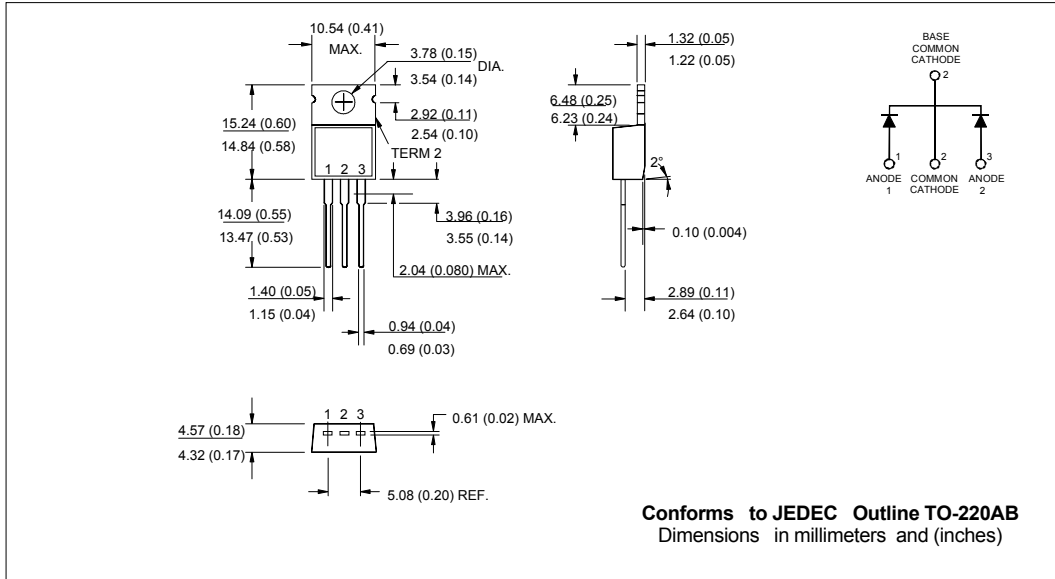 10.54 (0.41)
MAX.
3.78 (0.15)
3.54 (0.14)
DIA.
2.92 (0.11)
2.54 (0.10)
TERM 2
15.24 (0.60)
14.84 (0.58)
1 2 3
14.09 (0.55)
13.47 (0.53)
3.96 (0.16)
3.55 (0.14)
2.04 (0.080) MAX.
1.40 (0.05)
1.15 (0.04)
0.94 (0.04)
0.69 (0.03)
1.32 (0.05)
1.22 (0.05)
6.48 (0.25)
6.23 (0.24)
2°
0.10 (0.004)
2.89 (0.11)
2.64 (0.10)
BASE
COMMON
CATHODE
2
1 2 3
ANODE COMMON ANODE
1 CATHODE 2
1 2 3
0.61 (0.02) MAX.
4.57 (0.18)
4.32 (0.17)
5.08 (0.20) REF.
Conforms to JEDEC Outline TO-220AB
Dimensions in millimeters and (inches)